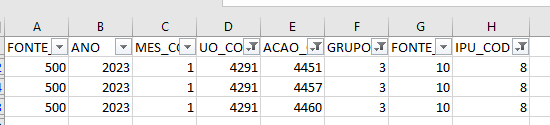 A B C D E F G H
FONTE_ ANO MES_CO UO_CO ACAO_ GRUPO FONTE_ IPU_COD
500 2023 1 4291 4451 3 10 8
500 2023 1 4291 4457 3 10 8
500 2023 1 4291 4460 3 10 8